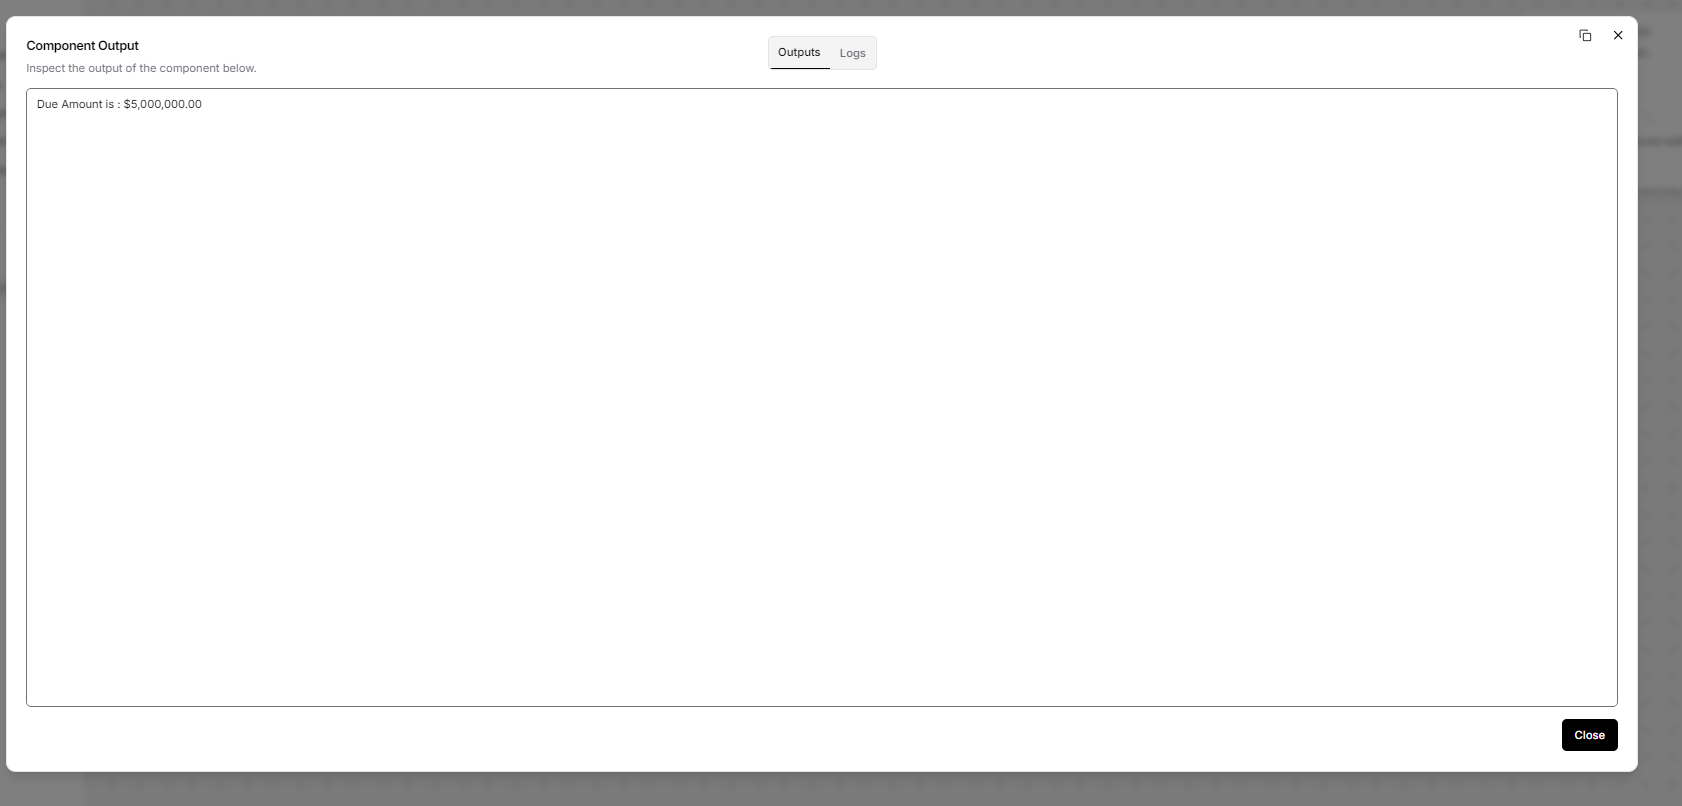 Component Output
Inspect the output of the component below.
Outputs
Logs
Due Amount is : $5,000,000.00
Close